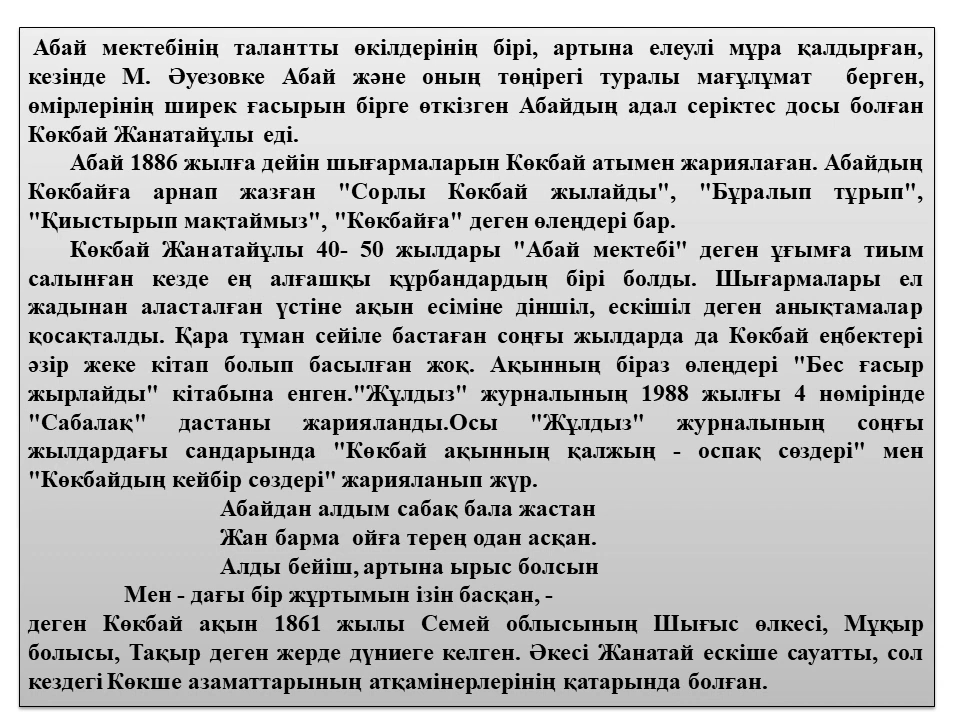 Абай мектебінің талантты өкілдерінің бірі, артына елеулі мұра қалдырған,
кезінде М. Әуезовке Абай және оның төңірегі туралы мағұлұмат берген,
өмірлерінің ширек ғасырын бірге өткізген Абайдың адал серіктес досы болған
Көкбай Жанатайұлы еді.
Абай 1886 жылға дейін шығармаларын Көкбай атымен жариялаған. Абайдың
Көкбайға арнап жазған "Сорлы Көкбай жылайды", "Бұралып тұрып",
"Қиыстырып мақтаймыз", "Көкбайға" деген өлеңдері бар.
Көкбай Жанатайұлы 40- 50 жылдары "Абай мектебі" деген ұғымға тиым
салынған кезде ең алғашқы құрбандардың бірі болды. Шығармалары ел
жадынан аласталған үстіне ақын есіміне діншіл, ескішіл деген анықтамалар
қосақталды. Қара тұман сейіле бастаған соңғы жылдарда да Көкбай еңбектері
әзір жеке кітап болып басылған жоқ. Ақынның біраз өлеңдері "Бес ғасыр
жырлайды" кітабына енген."Жұлдыз" журналының 1988 жылғы 4 нөмірінде
"Сабалақ" дастаны жарияланды.Осы "Жұлдыз" журналының соңғы
жылдардағы сандарында "Көкбай ақынның қалжың - оспақ сөздері" мен
"Көкбайдың кейбір сөздері" жарияланып жүр.
Абайдан алдым сабақ бала жастан
Жан барма ойға терең одан асқан.
Алды бейіш, артына ырыс болсын
Мен - дағы бір жұртымын ізін басқан, -
деген Көкбай ақын 1861 жылы Семей облысының Шығыс өлкесі, Мұқыр
болысы, Тақыр деген жерде дүниеге келген. Әкесі Жанатай ескіше сауатты, сол
кездегі Көкше азаматтарының атқамінерлерінің қатарында болған.